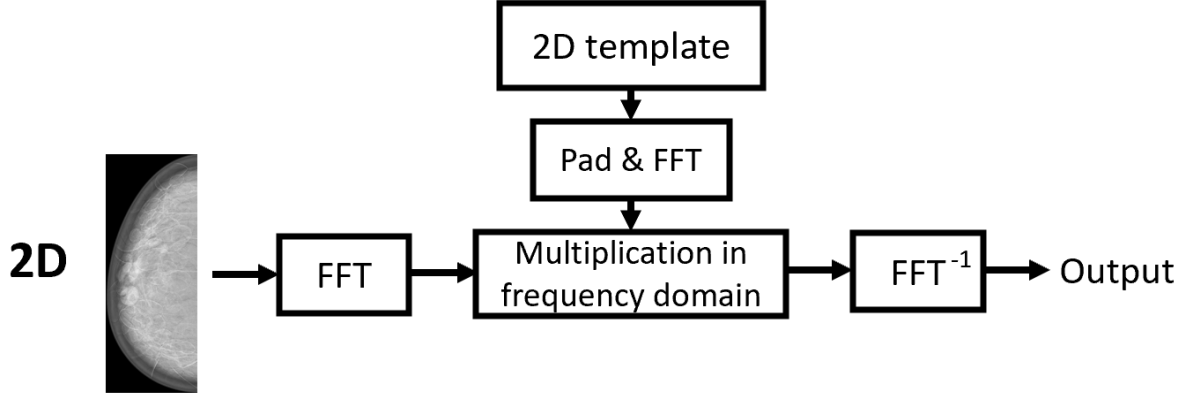 2D template
Pad & FFT
2D
FFT
Multiplication in
frequency domain
FFT⁻¹
Output